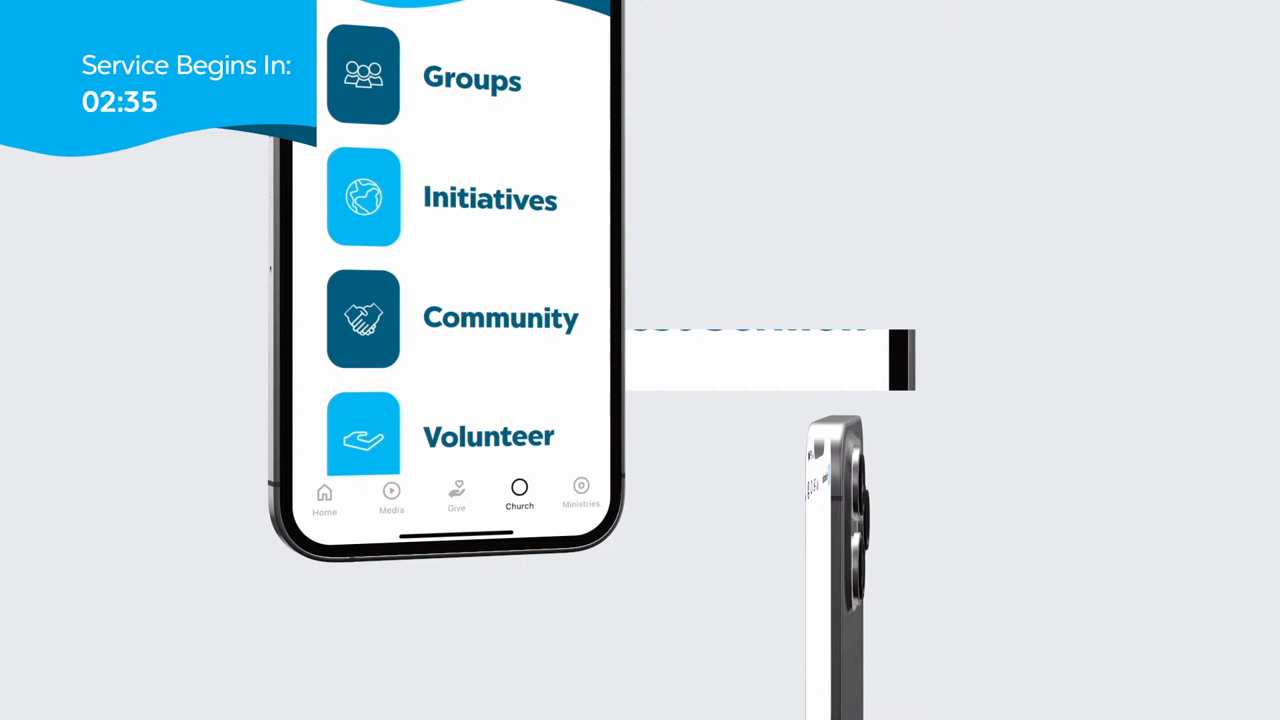 Service Begins In:
02:35
Groups
Initiatives
Community
Volunteer
Home
Media
Give
Church
Ministries